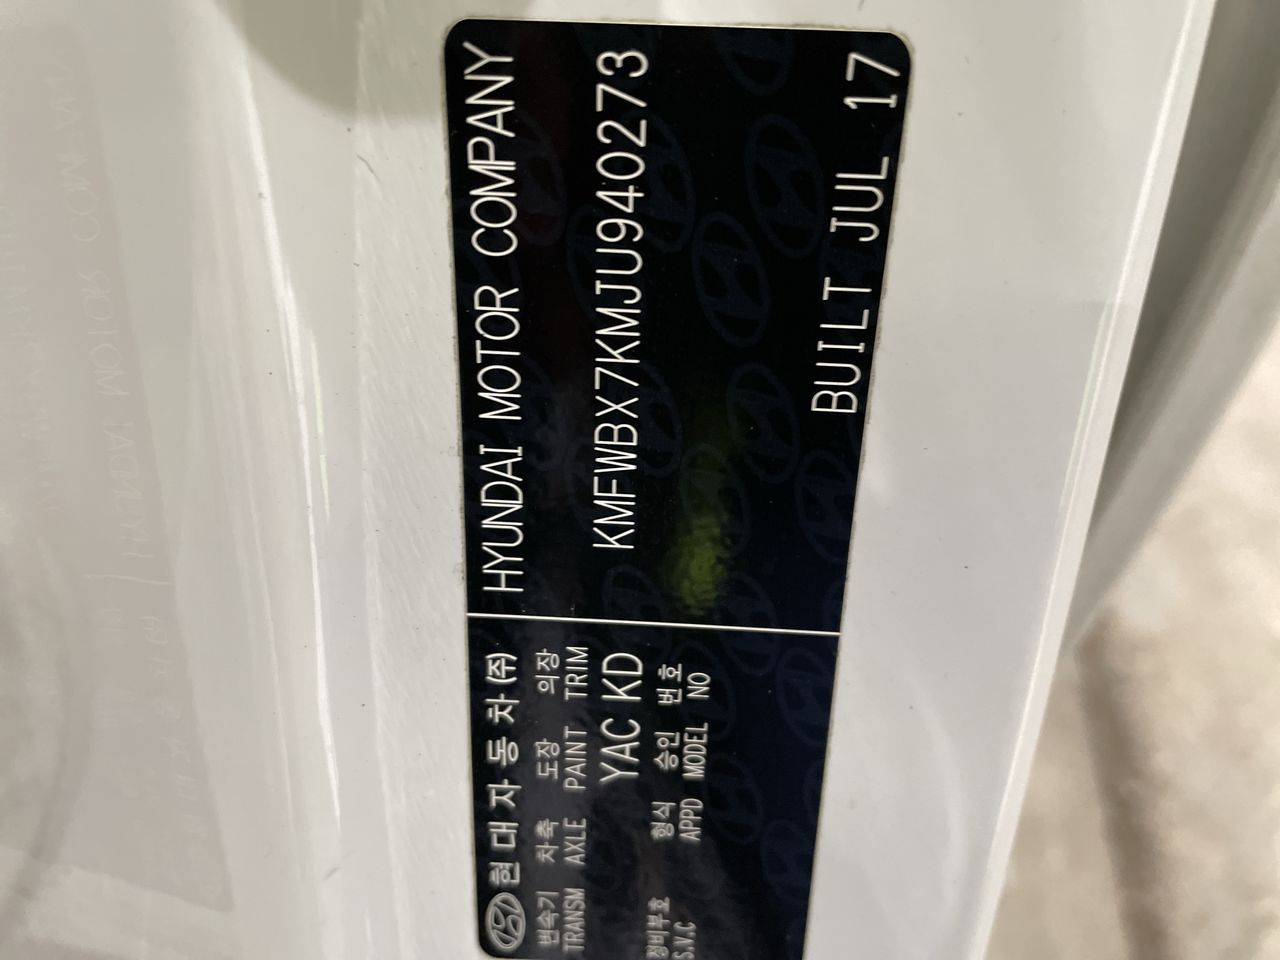 현대자동차(주) HYUNDAI MOTOR COMPANY
변속기 차축 도장 의장
TRANSM AXLE PAINT TRIM
YAC KD KMFWBX7KMJU940273
정비부호 형식 승인 번호
S.V.C APPD MODEL NO
BUILT JUL 17